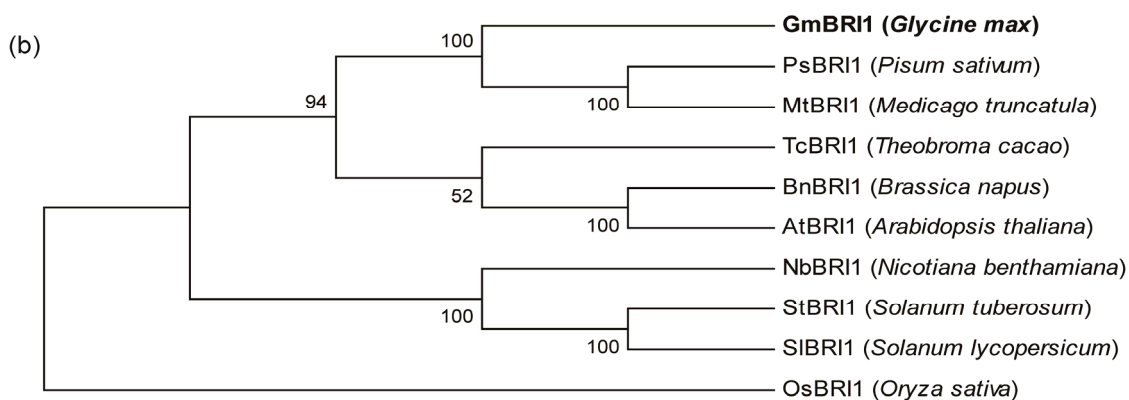 (b)
GmBRI1 (Glycine max)
100
PsBRI1 (Pisum sativum)
100
MtBRI1 (Medicago truncatula)
94
TcBRI1 (Theobroma cacao)
52
BnBRI1 (Brassica napus)
100
AtBRI1 (Arabidopsis thaliana)
NbBRI1 (Nicotiana benthamiana)
100
StBRI1 (Solanum tuberosum)
100
SlBRI1 (Solanum lycopersicum)
OsBRI1 (Oryza sativa)